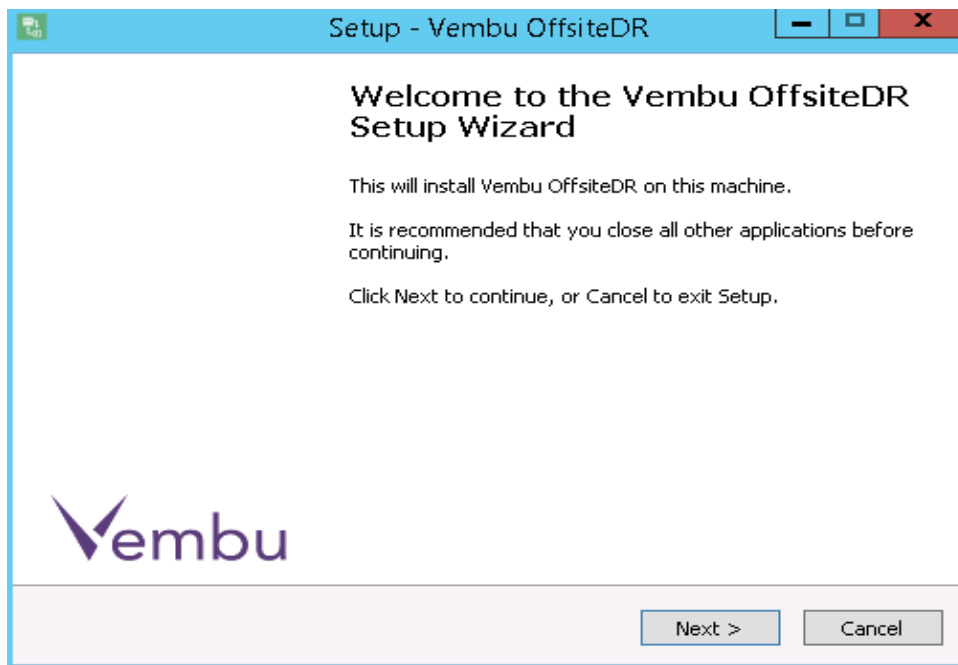 Setup - Vembu OffsiteDR
Welcome to the Vembu OffsiteDR
Setup Wizard
This will install Vembu OffsiteDR on this machine.
It is recommended that you close all other applications before
continuing.
Click Next to continue, or Cancel to exit Setup.
Vembu
Next >
Cancel